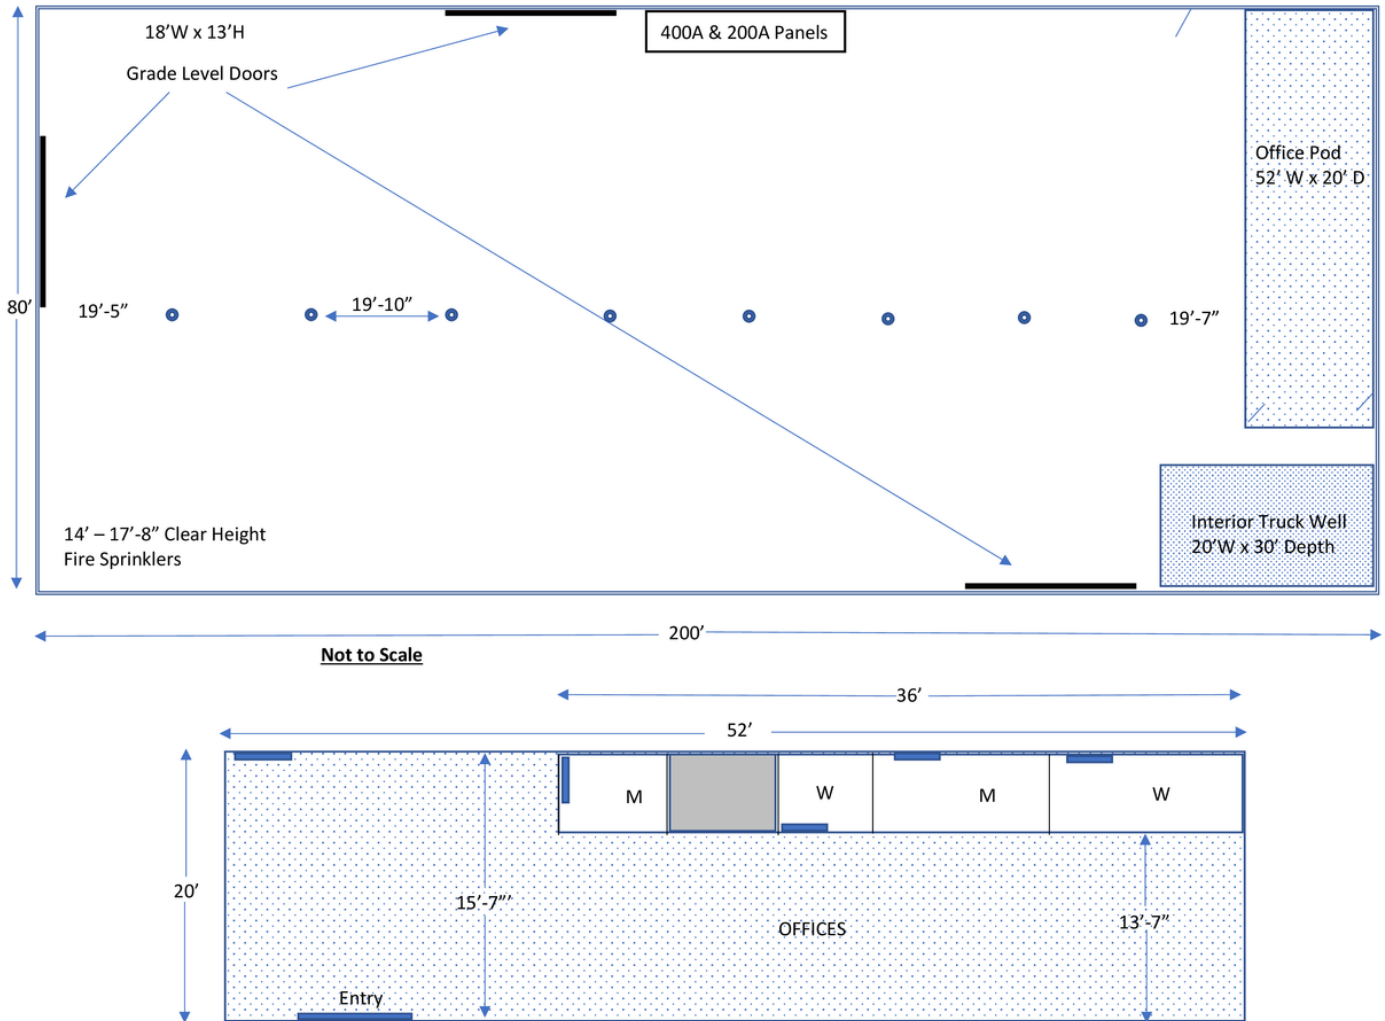 18’W x 13’H
400A & 200A Panels
Grade Level Doors
Office Pod
52’ W x 20’ D
80’
19’-5”
19’-10”
19’-7”
14’ – 17’-8” Clear Height
Fire Sprinklers
Interior Truck Well
20’W x 30’ Depth
200’
Not to Scale
36’
52’
M
W
M
W
20’
15’-7”’
13’-7”
OFFICES
Entry